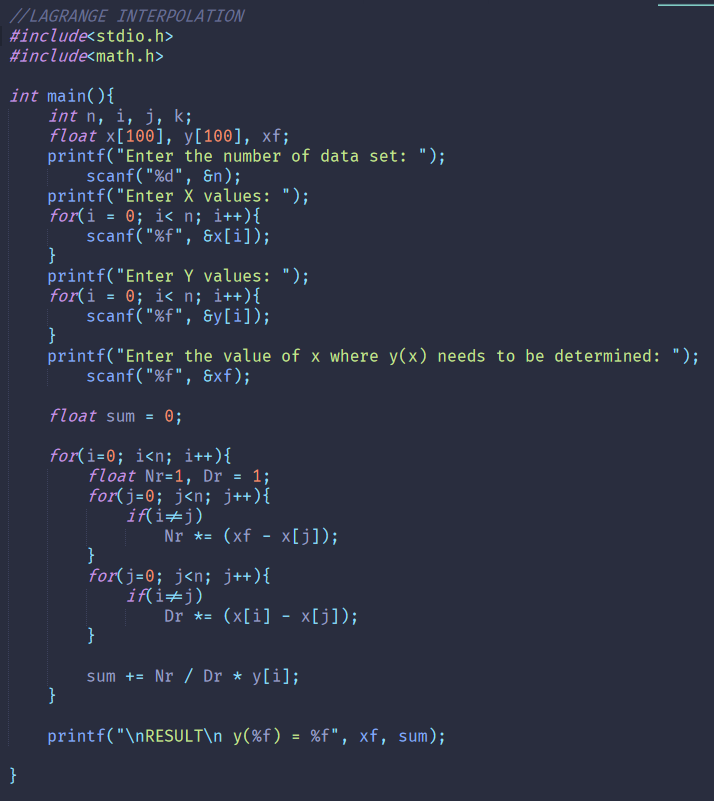 //LAGRANGE INTERPOLATION
#include<stdio.h>
#include<math.h>

int main(){
    int n, i, j, k;
    float x[100], y[100], xf;
    printf("Enter the number of data set: ");
        scanf("%d", &n);
    printf("Enter X values: ");
    for(i = 0; i< n; i++){
        scanf("%f", &x[i]);
    }
    printf("Enter Y values: ");
    for(i = 0; i< n; i++){
        scanf("%f", &y[i]);
    }
    printf("Enter the value of x where y(x) needs to be determined: ");
        scanf("%f", &xf);

    float sum = 0;

    for(i=0; i<n; i++){
        float Nr=1, Dr = 1;
        for(j=0; j<n; j++){
            if(i≠j)
                Nr *= (xf - x[j]);
        }
        for(j=0; j<n; j++){
            if(i≠j)
                Dr *= (x[i] - x[j]);
        }

        sum += Nr / Dr * y[i];
    }

    printf("\nRESULT\n y(%f) = %f", xf, sum);

}